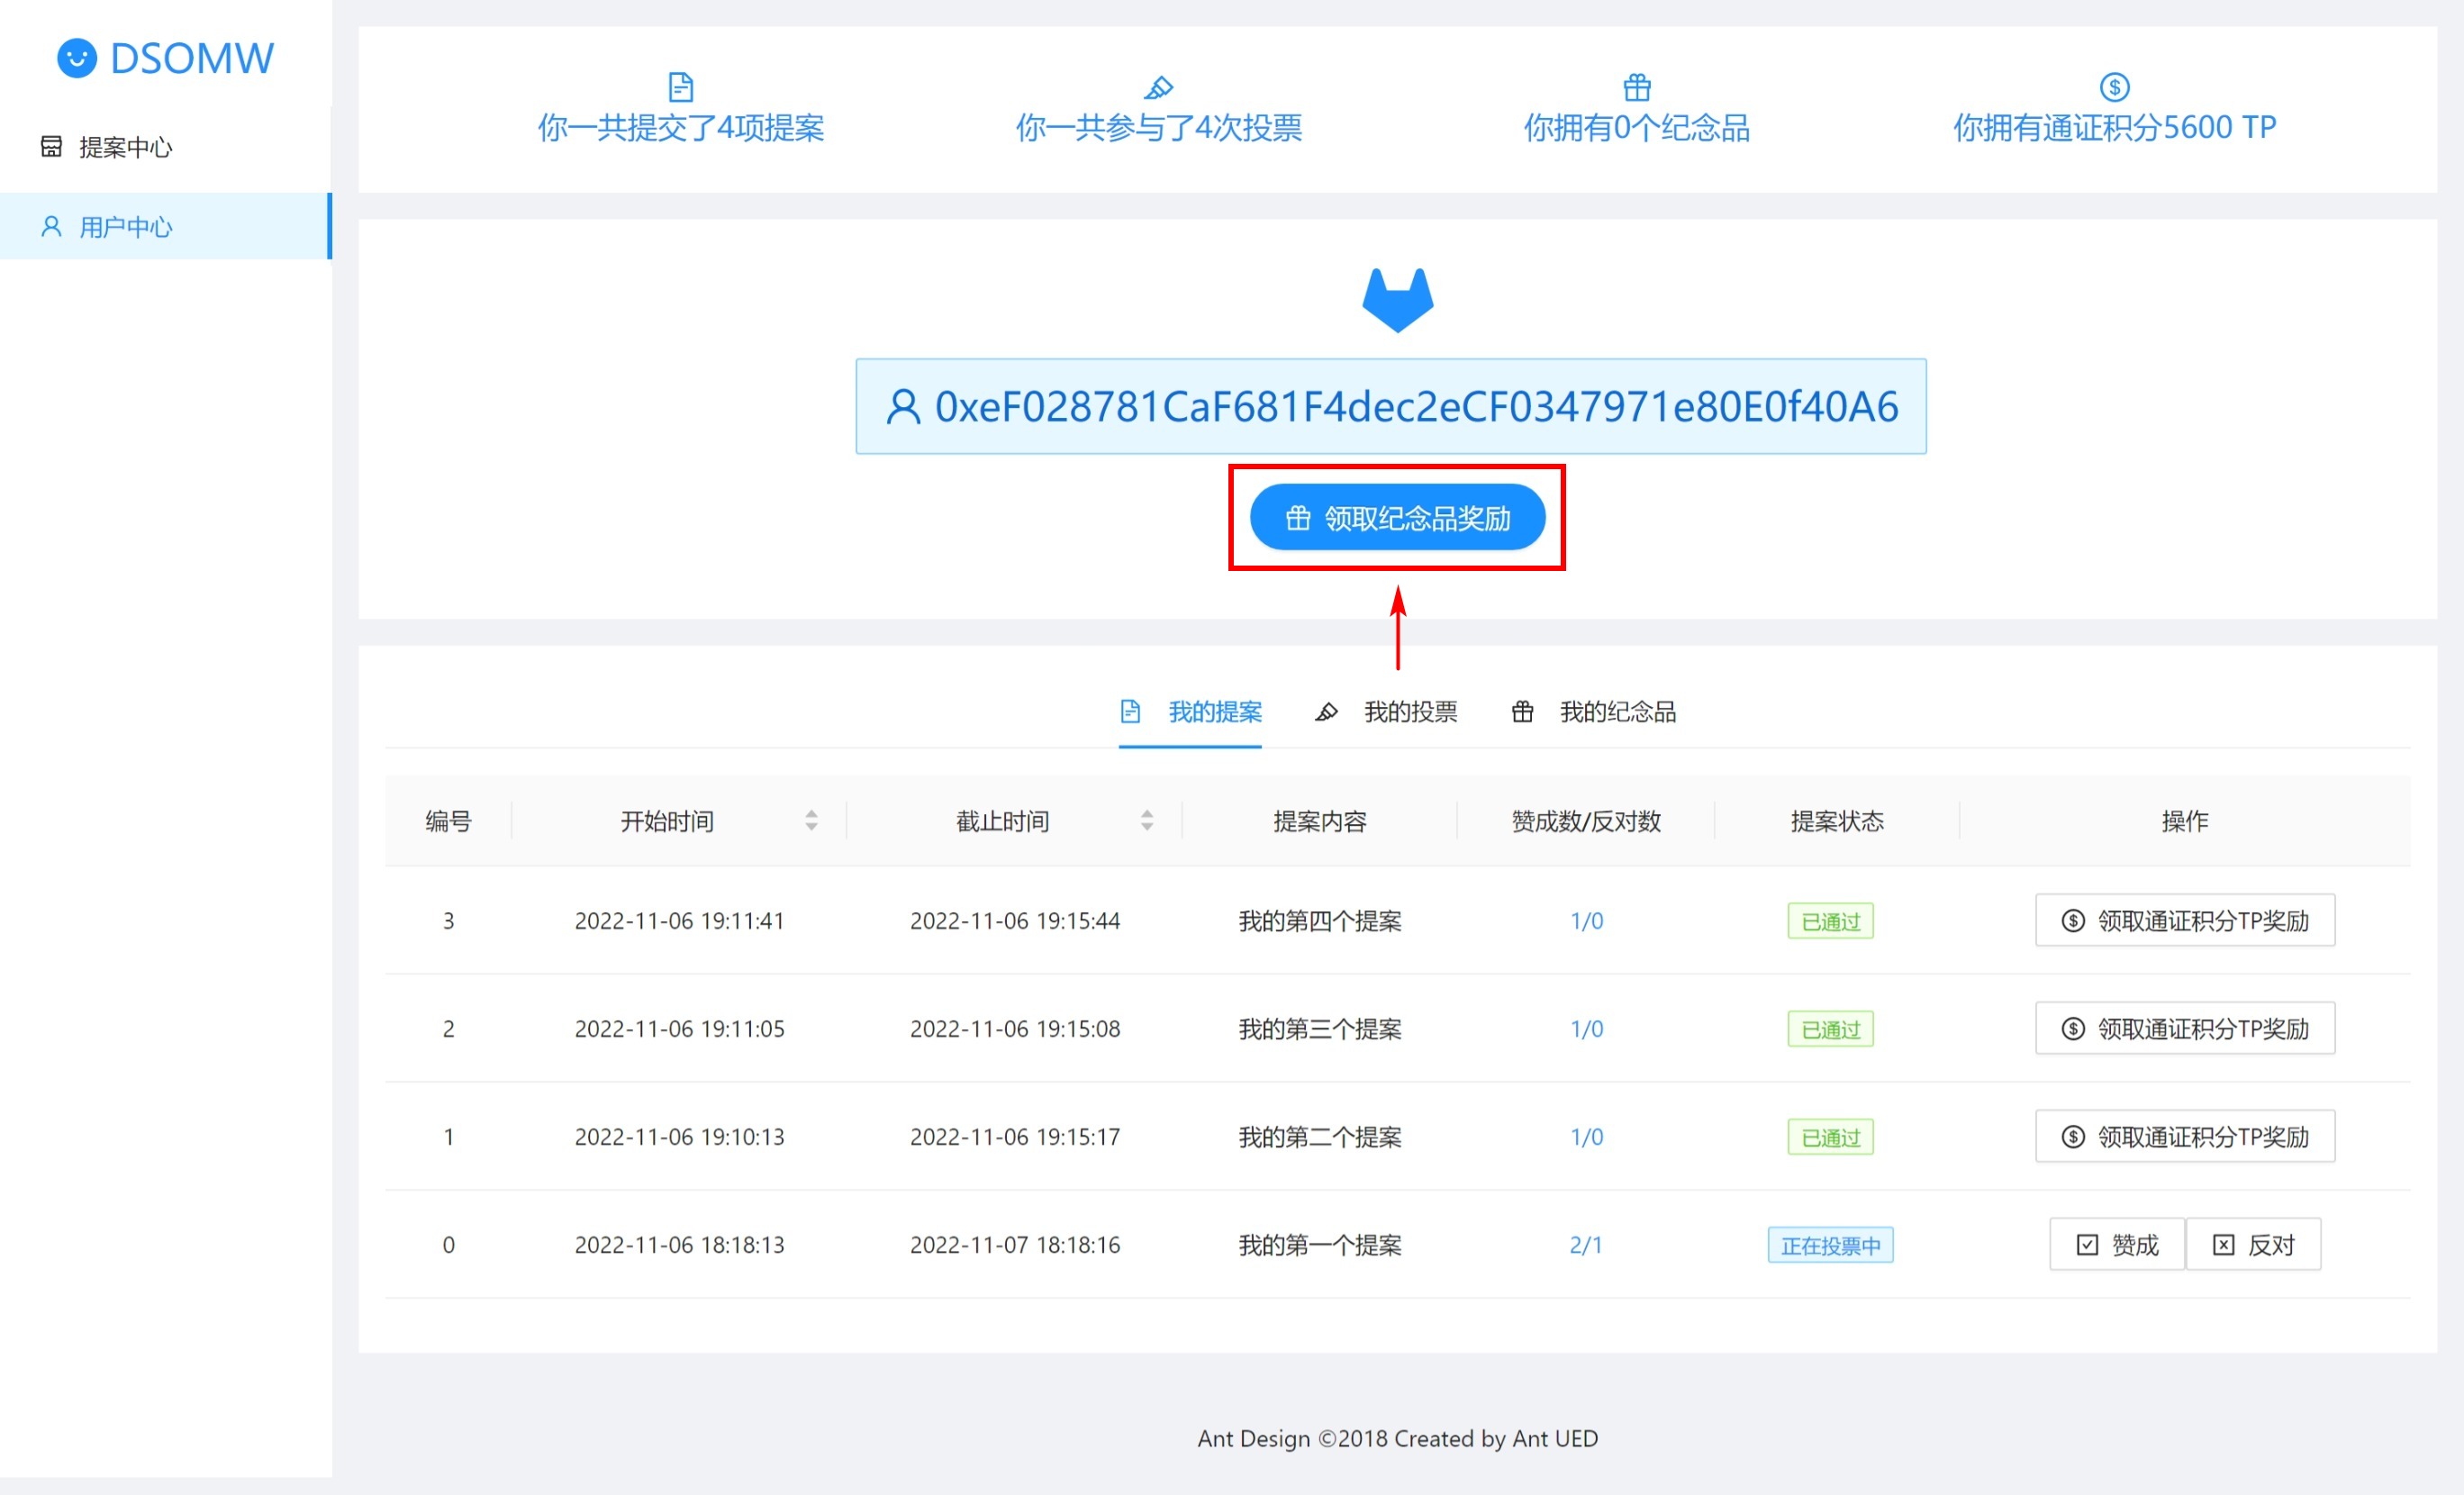 DSOMW
提案中心
用户中心
你一共提交了4项提案
你一共参与了4次投票
你拥有0个纪念品
你拥有通证积分5600 TP
0xeF028781CaF681F4dec2eCF0347971e80E0f40A6
领取纪念品奖励
我的提案 我的投票 我的纪念品
编号 开始时间 截止时间 提案内容 赞成数/反对数 提案状态 操作
3 2022-11-06 19:11:41 2022-11-06 19:15:44 我的第四个提案 1/0 已通过 领取通证积分TP奖励
2 2022-11-06 19:11:05 2022-11-06 19:15:08 我的第三个提案 1/0 已通过 领取通证积分TP奖励
1 2022-11-06 19:10:13 2022-11-06 19:15:17 我的第二个提案 1/0 已通过 领取通证积分TP奖励
0 2022-11-06 18:18:13 2022-11-07 18:18:16 我的第一个提案 2/1 正在投票中 赞成 反对
Ant Design ©2018 Created by Ant UED